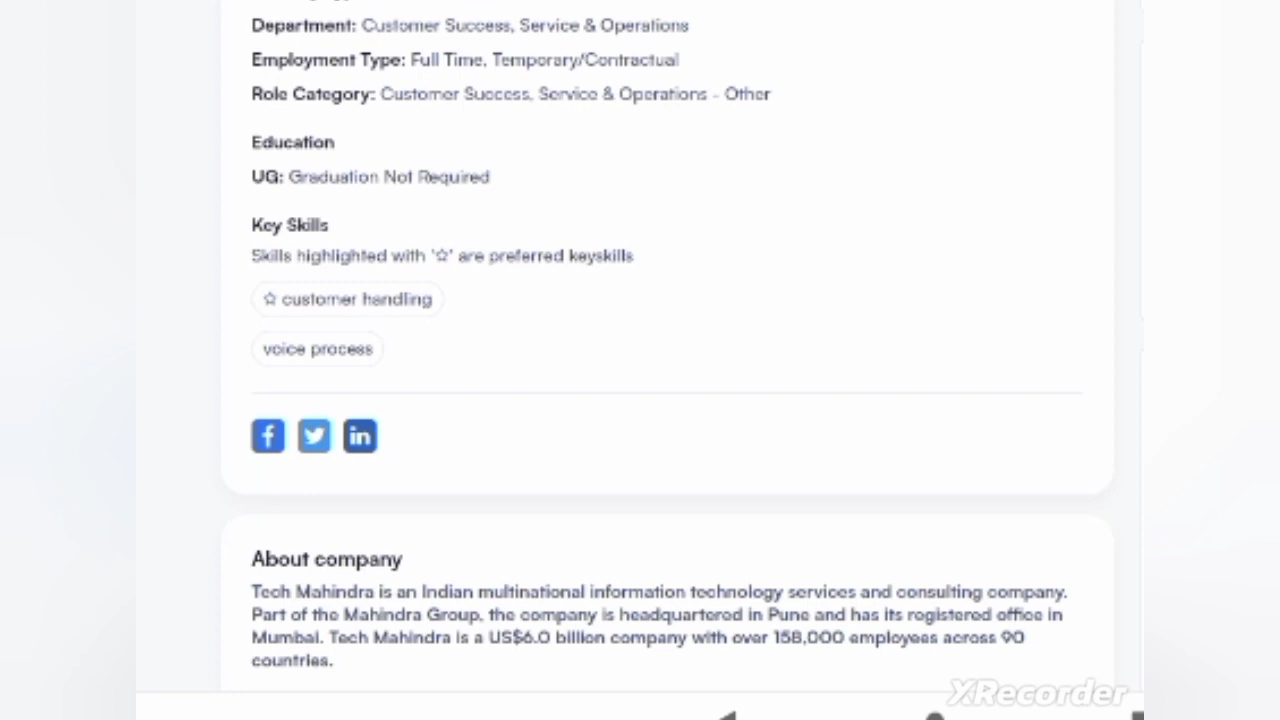 Department: Customer Success, Service & Operations
Employment Type: Full Time, Temporary/Contractual
Role Category: Customer Success, Service & Operations - Other
Education
UG: Graduation Not Required
Key Skills
Skills highlighted with '☆' are preferred keyskills
☆ customer handling
voice process
f
in
About company
Tech Mahindra is an Indian multinational information technology services and consulting company.
Part of the Mahindra Group, the company is headquartered in Pune and has its registered office in
Mumbai. Tech Mahindra is a US$6.0 billion company with over 158,000 employees across 90
countries.
XRecorder